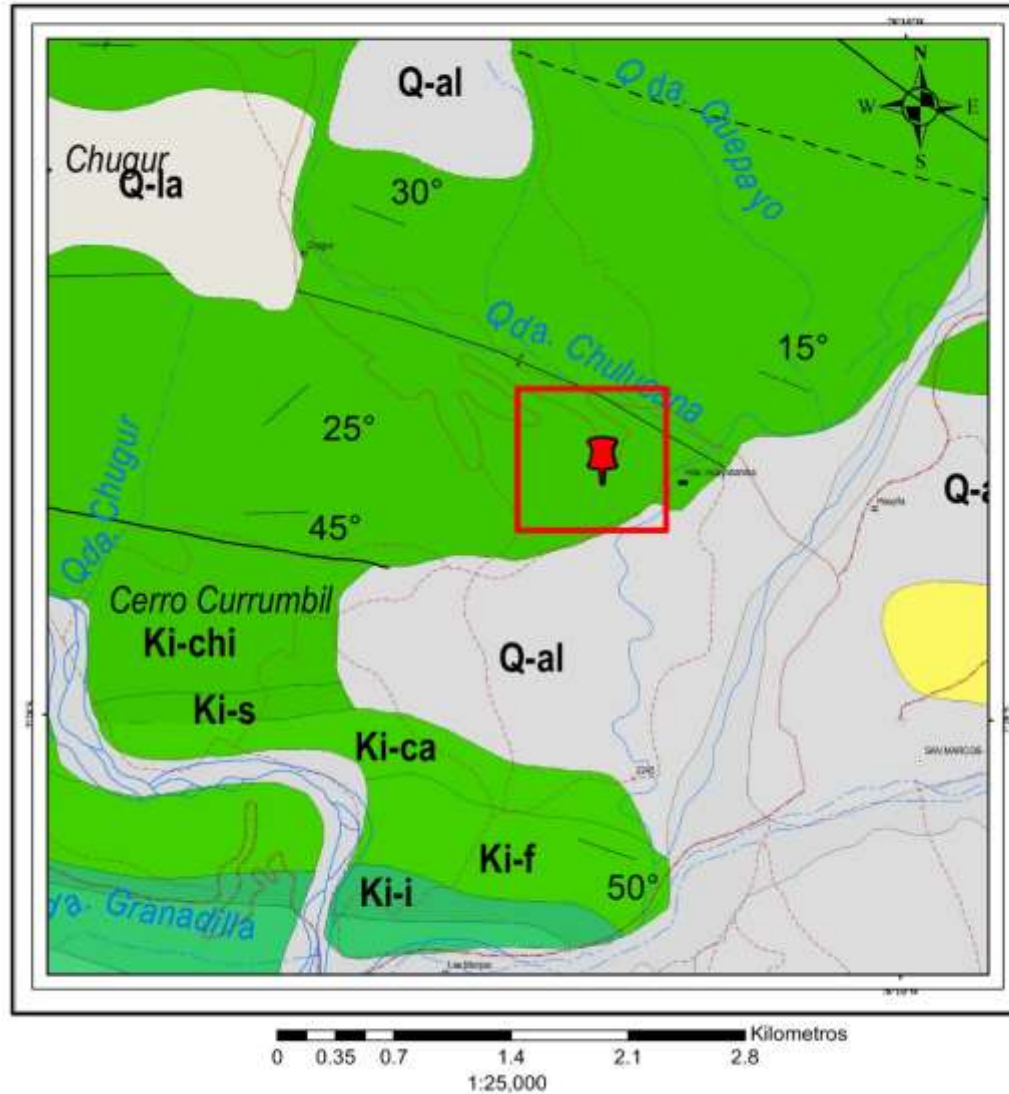 N
W E
S
Q-al
Qda. Guepayo
Chugur
Q-la
30°
Qda. Chulucana
15°
25°
Qda. Chugur
45°
Cerro Currumbil
Ki-chi
Q-al
Ki-s
Ki-ca
SAN MARCOS
Ki-f
50°
Ki-i
Granadilla
Kilometros
0 0.35 0.7 1.4 2.1 2.8
1:25,000